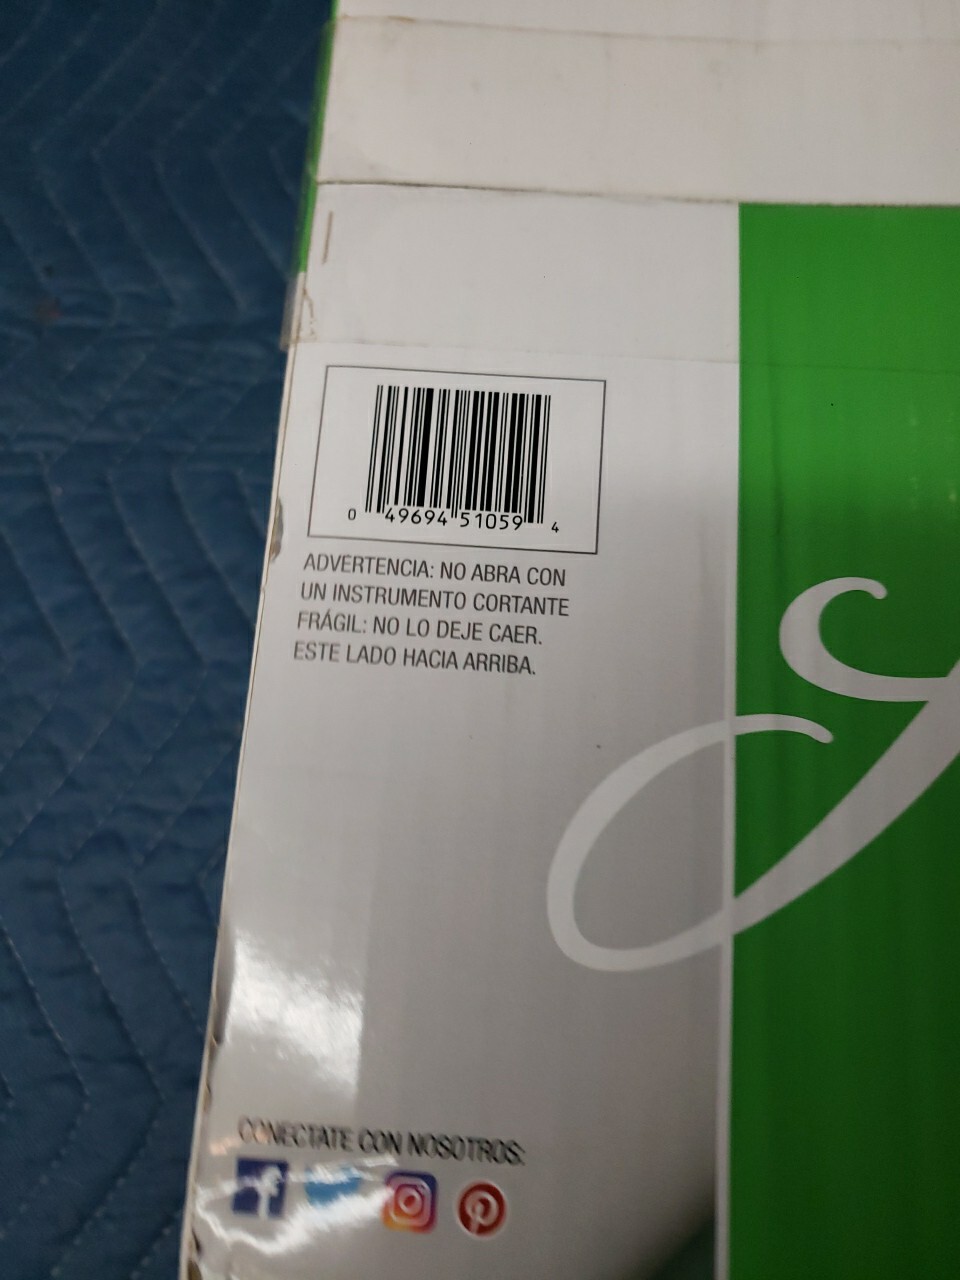 0 49694 51059 4
ADVERTENCIA: NO ABRA CON
UN INSTRUMENTO CORTANTE
FRÁGIL: NO LO DEJE CAER.
ESTE LADO HACIA ARRIBA.
CONECTATE CON NOSOTROS: